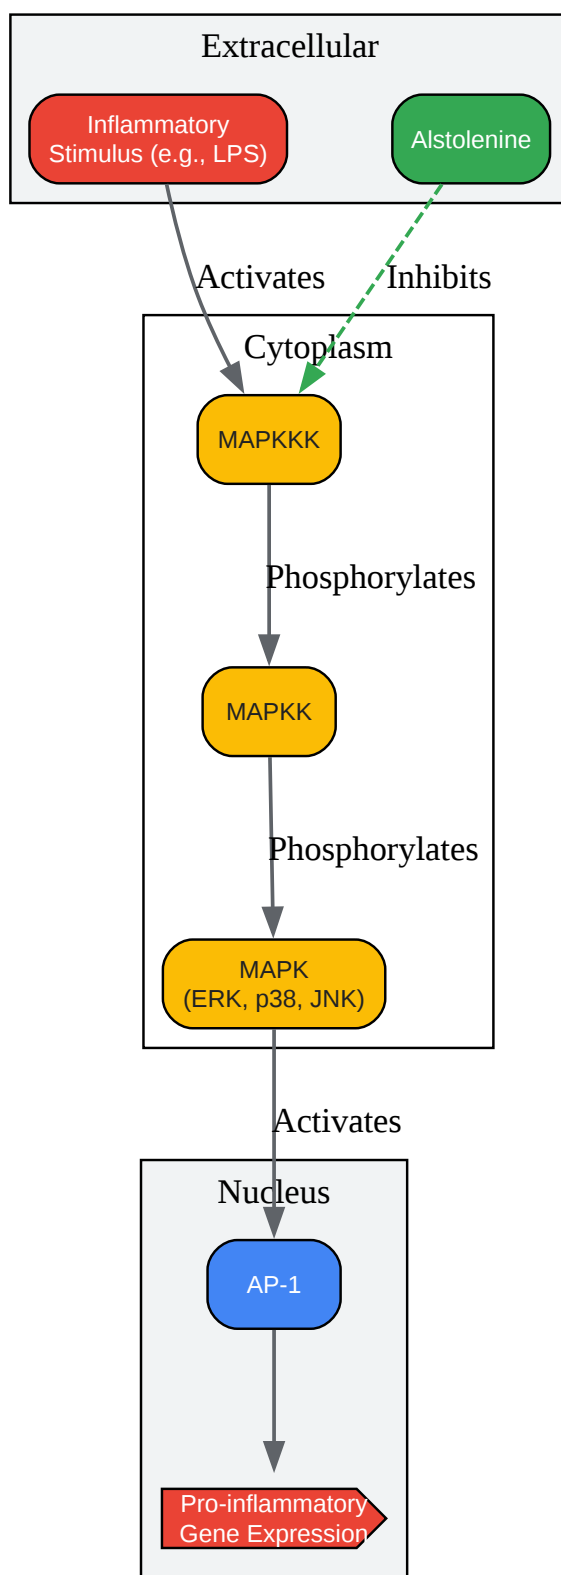 Extracellular
Inflammatory
Stimulus (e.g., LPS)
Alstolenine
Activates
Inhibits
Cytoplasm
MAPKKK
Phosphorylates
MAPKK
Phosphorylates
MAPK
(ERK, p38, JNK)
Activates
Nucleus
AP-1
Pro-inflammatory
Gene Expression